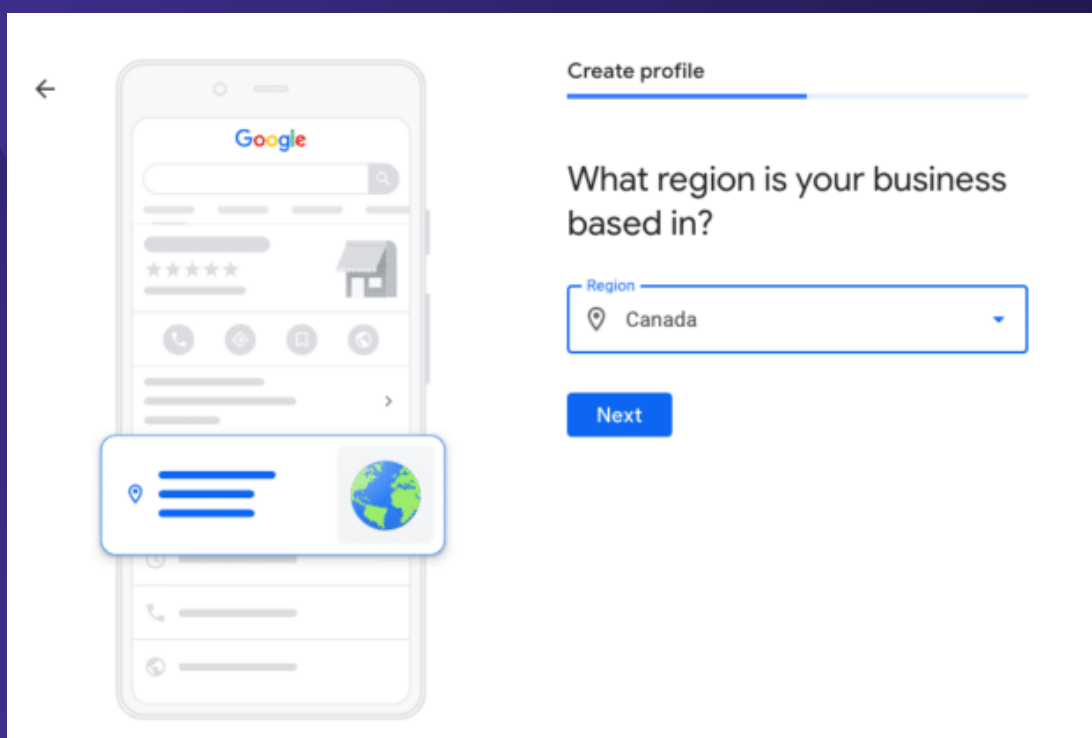 Google
Create profile
What region is your business
based in?
Region
Canada
Next